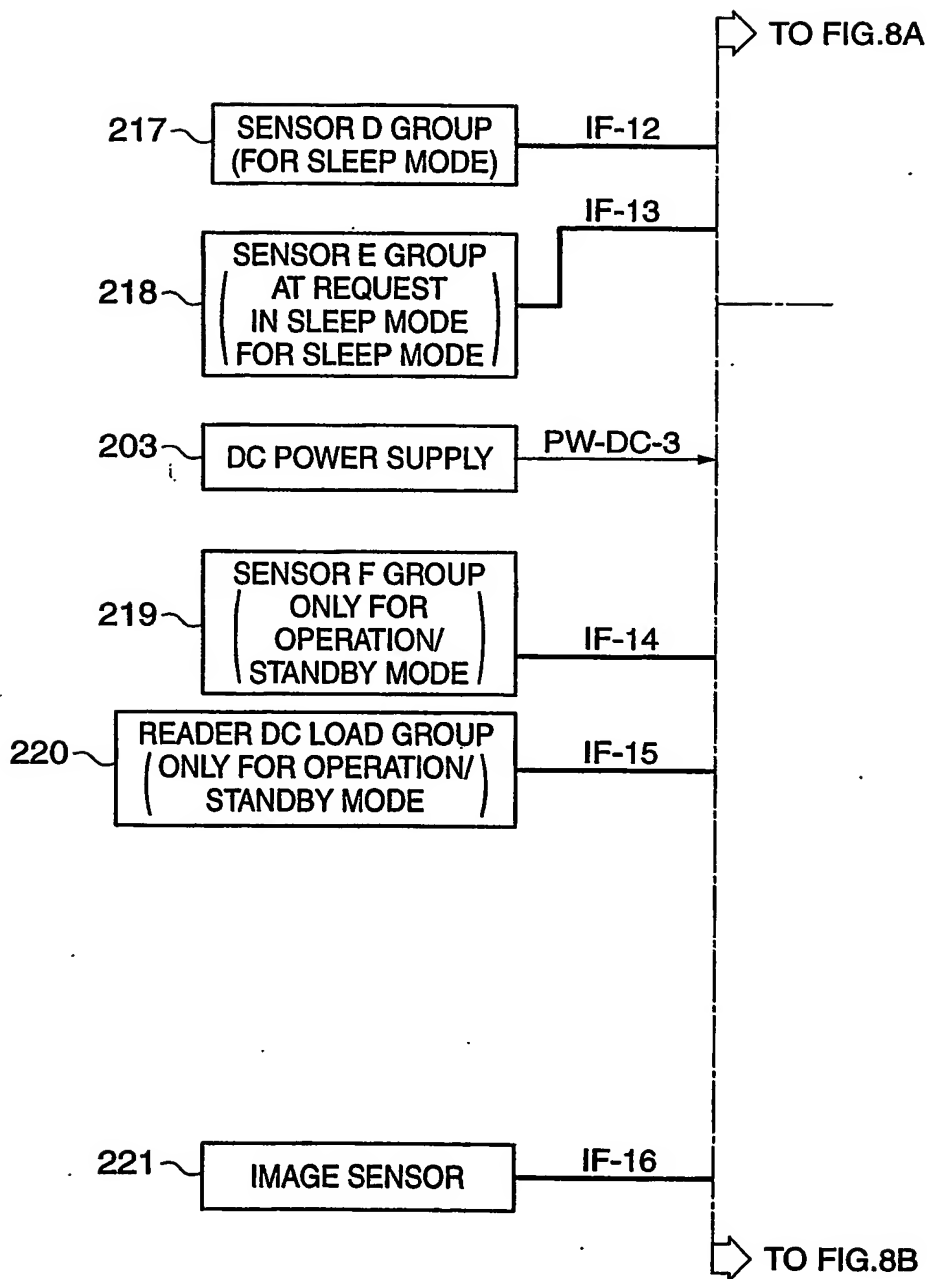 TO FIG.8A
217
SENSOR D GROUP
(FOR SLEEP MODE)
IF-12
IF-13
218
SENSOR E GROUP
(AT REQUEST
IN SLEEP MODE
FOR SLEEP MODE)
203
DC POWER SUPPLY
PW-DC-3
219
SENSOR F GROUP
(ONLY FOR
OPERATION/
STANDBY MODE)
IF-14
220
READER DC LOAD GROUP
(ONLY FOR OPERATION/
STANDBY MODE)
IF-15
221
IMAGE SENSOR
IF-16
TO FIG.8B